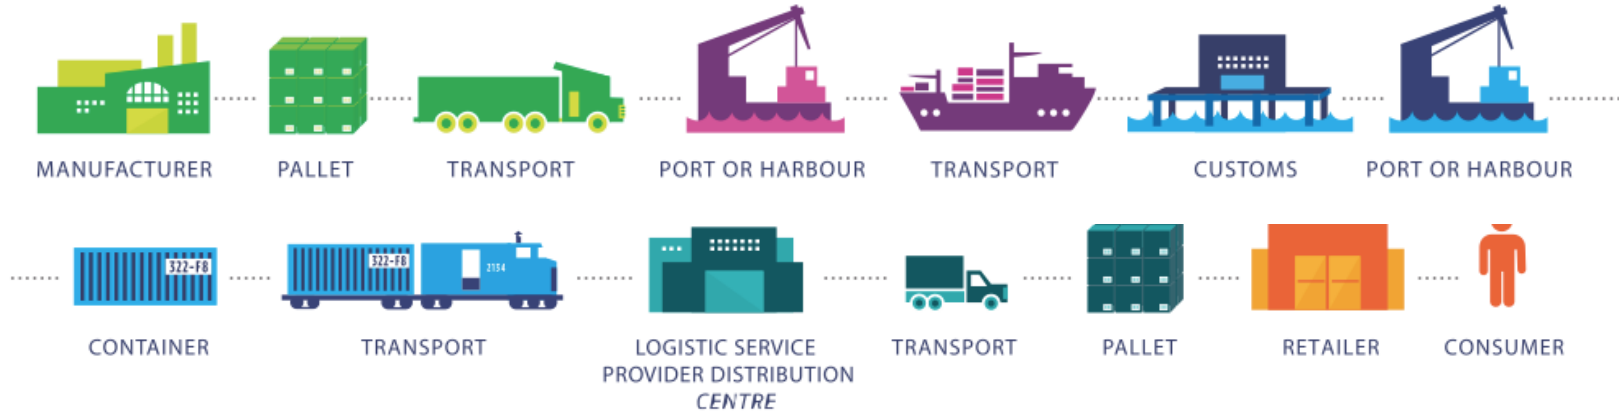 MANUFACTURER
PALLET
TRANSPORT
PORT OR HARBOUR
TRANSPORT
CUSTOMS
PORT OR HARBOUR
322-F8
322-F8
2134
CONTAINER
TRANSPORT
LOGISTIC SERVICE
PROVIDER DISTRIBUTION
CENTRE
TRANSPORT
PALLET
RETAILER
CONSUMER